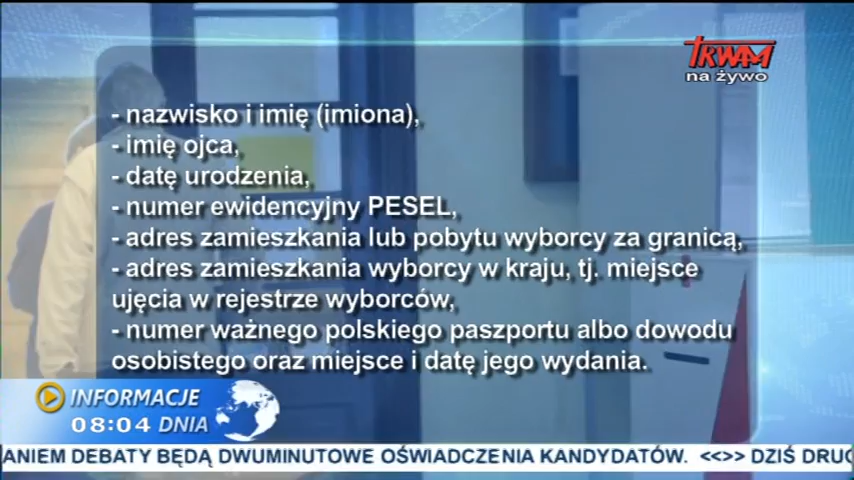 TRWAM
na żywo
- nazwisko i imię (imiona),
- imię ojca,
- datę urodzenia,
- numer ewidencyjny PESEL,
- adres zamieszkania lub pobytu wyborcy za granicą,
- adres zamieszkania wyborcy w kraju, tj. miejsce
ujęcia w rejestrze wyborców,
- numer ważnego polskiego paszportu albo dowodu
osobistego oraz miejsce i datę jego wydania.
INFORMACJE
08:04 DNIA
ANIEM DEBATY BĘDĄ DWUMINUTOWE OŚWIADCZENIA KANDYDATÓW. <<>> DZIŚ DRUG